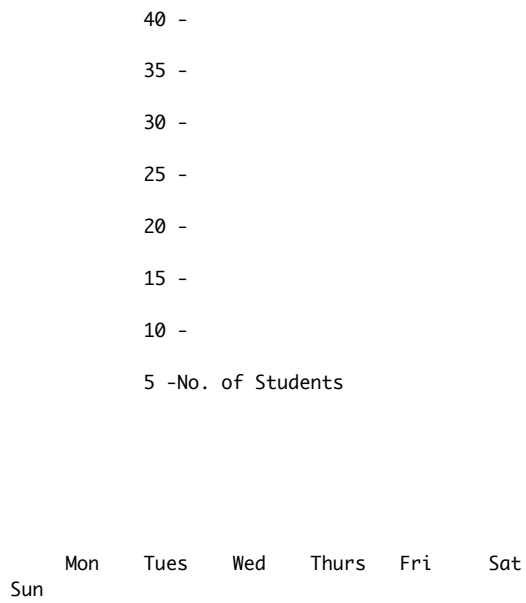 40 -
35 -
30 -
25 -
20 -
15 -
10 -
5 -No. of Students
Mon Tues Wed Thurs Fri Sat
Sun